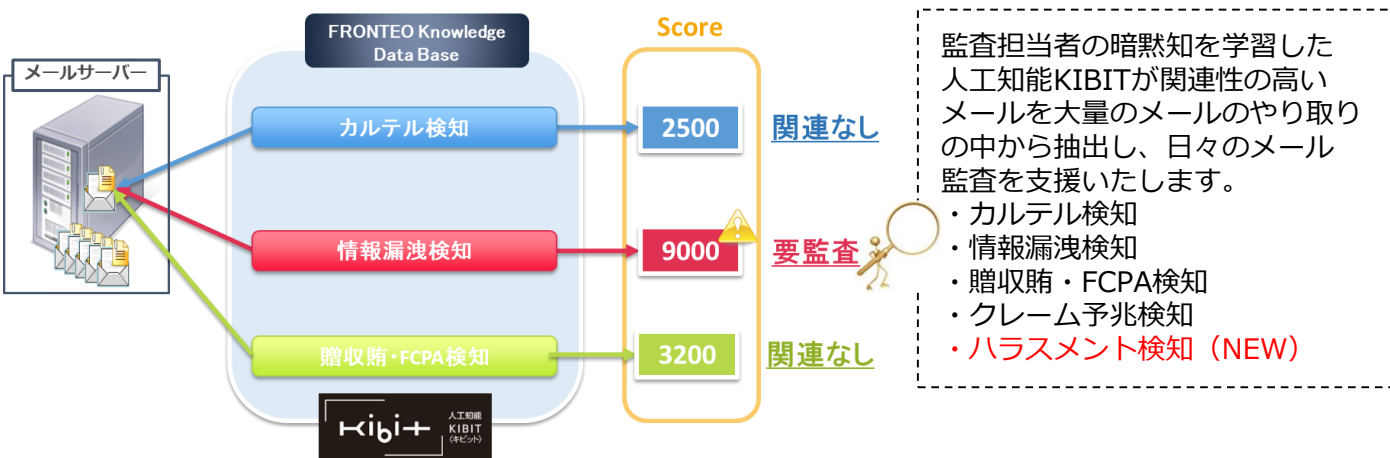 メールサーバー
FRONTEO Knowledge
Data Base
カルテル検知
情報漏洩検知
贈収賄・FCPA検知
Kibit
人工知能
KIBIT
(キビット)
Score
2500
関連なし
9000
要監査
3200
関連なし
監査担当者の暗黙知を学習した
人工知能KIBITが関連性の高い
メールを大量のメールのやり取り
の中から抽出し、日々のメール
監査を支援いたします。
・カルテル検知
・情報漏洩検知
・贈収賄・FCPA検知
・クレーム予兆検知
・ハラスメント検知（NEW）